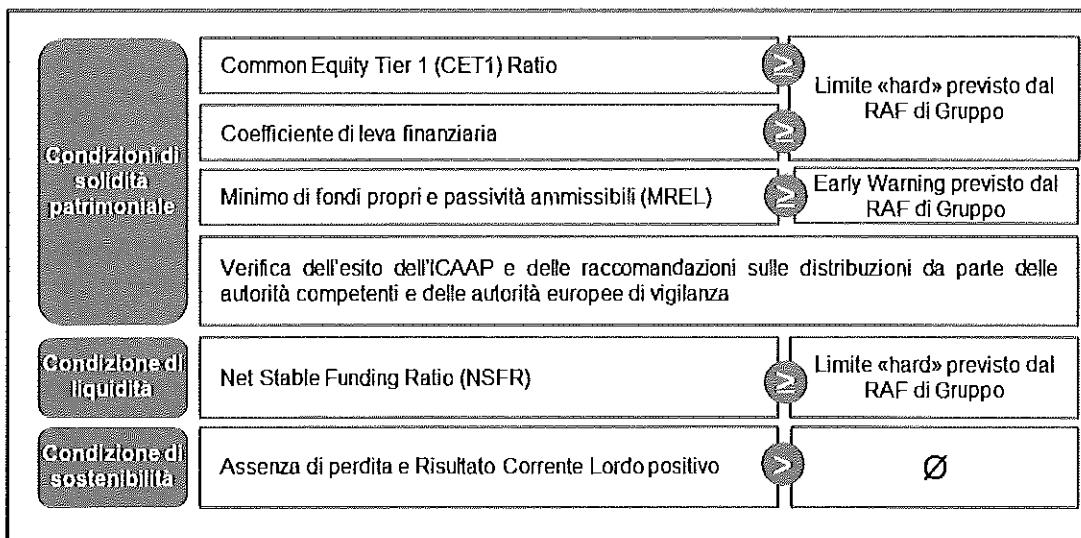 Common Equity Tier 1 (CET1) Ratio
≥
Limite «hard» previsto dal
RAF di Gruppo
Coefficiente di leva finanziaria
≥
Condizioni di
solidità
patrimoniale
Minimo di fondi propri e passività ammissibili (MREL)
≥
Early Warning previsto dal
RAF di Gruppo
Verifica dell'esito dell'ICAAP e delle raccomandazioni sulle distribuzioni da parte delle
autorità competenti e delle autorità europee di vigilanza
Condizione di
liquidità
Net Stable Funding Ratio (NSFR)
≥
Limite «hard» previsto dal
RAF di Gruppo
Condizione di
sostenibilità
Assenza di perdita e Risultato Corrente Lordo positivo
>
Ø